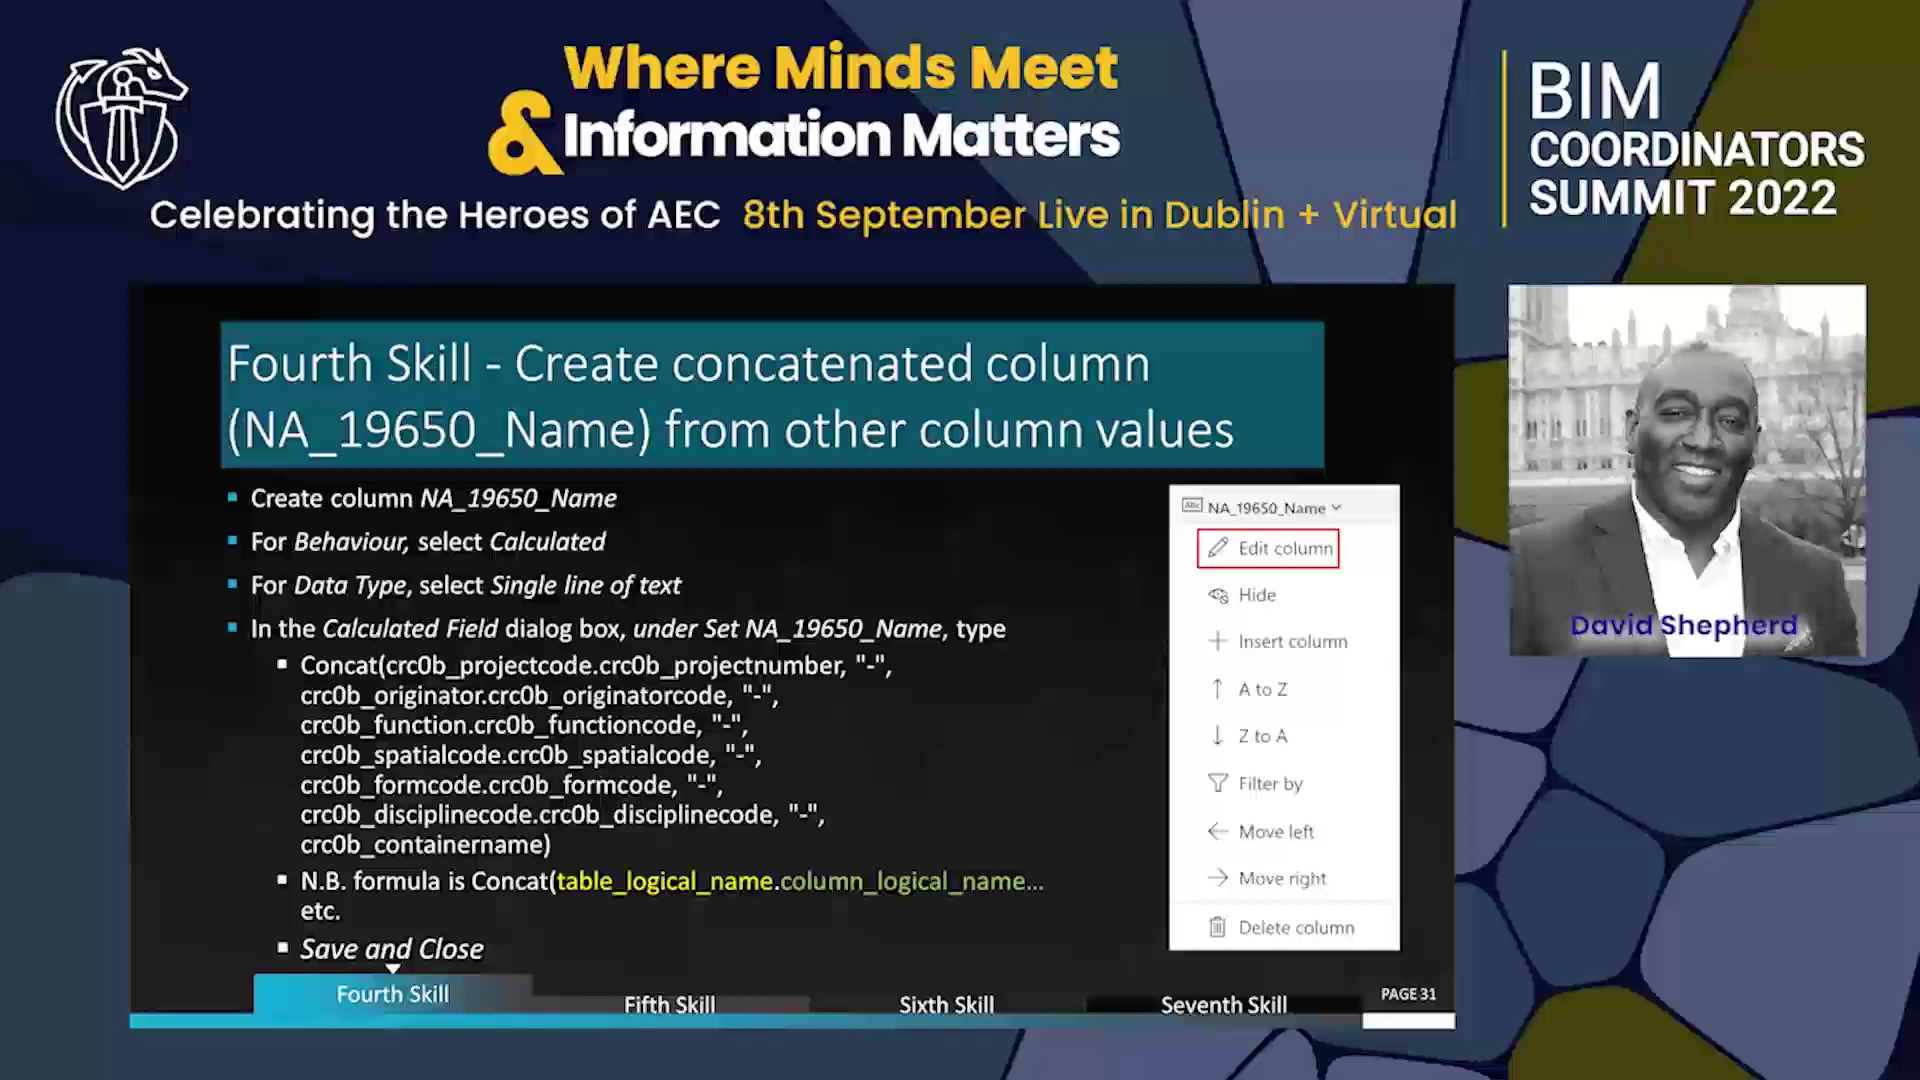 Where Minds Meet
& Information Matters
Celebrating the Heroes of AEC 8th September Live in Dublin + Virtual
BIM
COORDINATORS
SUMMIT 2022
Fourth Skill - Create concatenated column
(NA_19650_Name) from other column values
Create column NA_19650_Name
For Behaviour, select Calculated
For Data Type, select Single line of text
In the Calculated Field dialog box, under Set NA_19650_Name, type
Concat(crc0b_projectcode.crc0b_projectnumber, "-",
crc0b_originator.crc0b_originatorcode, "-",
crc0b_function.crc0b_functioncode, "-",
crc0b_spatialcode.crc0b_spatialcode, "-",
crc0b_formcode.crc0b_formcode, "-",
crc0b_disciplinecode.crc0b_disciplinecode, "-",
crc0b_containername)
N.B. formula is Concat(table_logical_name.column_logical_name...
etc.
Save and Close
Abc NA_19650_Name
Edit column
Hide
Insert column
A to Z
Z to A
Filter by
Move left
Move right
Delete column
David Shepherd
Fourth Skill
Fifth Skill
Sixth Skill
Seventh Skill
PAGE 31